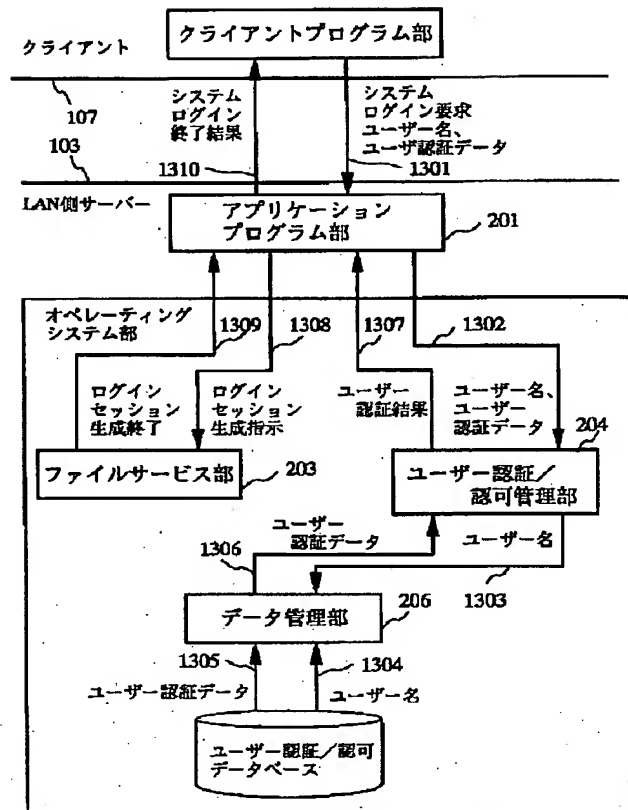 クライアント
クライアントプログラム部
107
システム
ログイン
終了結果
システム
ログイン要求
ユーザー名、
ユーザ認証データ
103
1310
1301
LAN側サーバー
アプリケーション
プログラム部
201
オペレーティング
システム部
1309
1308
1307
1302
ログイン
セッション
生成終了
ログイン
セッション
生成指示
ユーザー
認証結果
ユーザー名、
ユーザー
認証データ
204
ファイルサービス部
203
ユーザー認証/
認可管理部
ユーザー
認証データ
ユーザー名
1306
1303
データ管理部
206
1305
1304
ユーザー認証データ
ユーザー名
ユーザー認証/認可
データベース